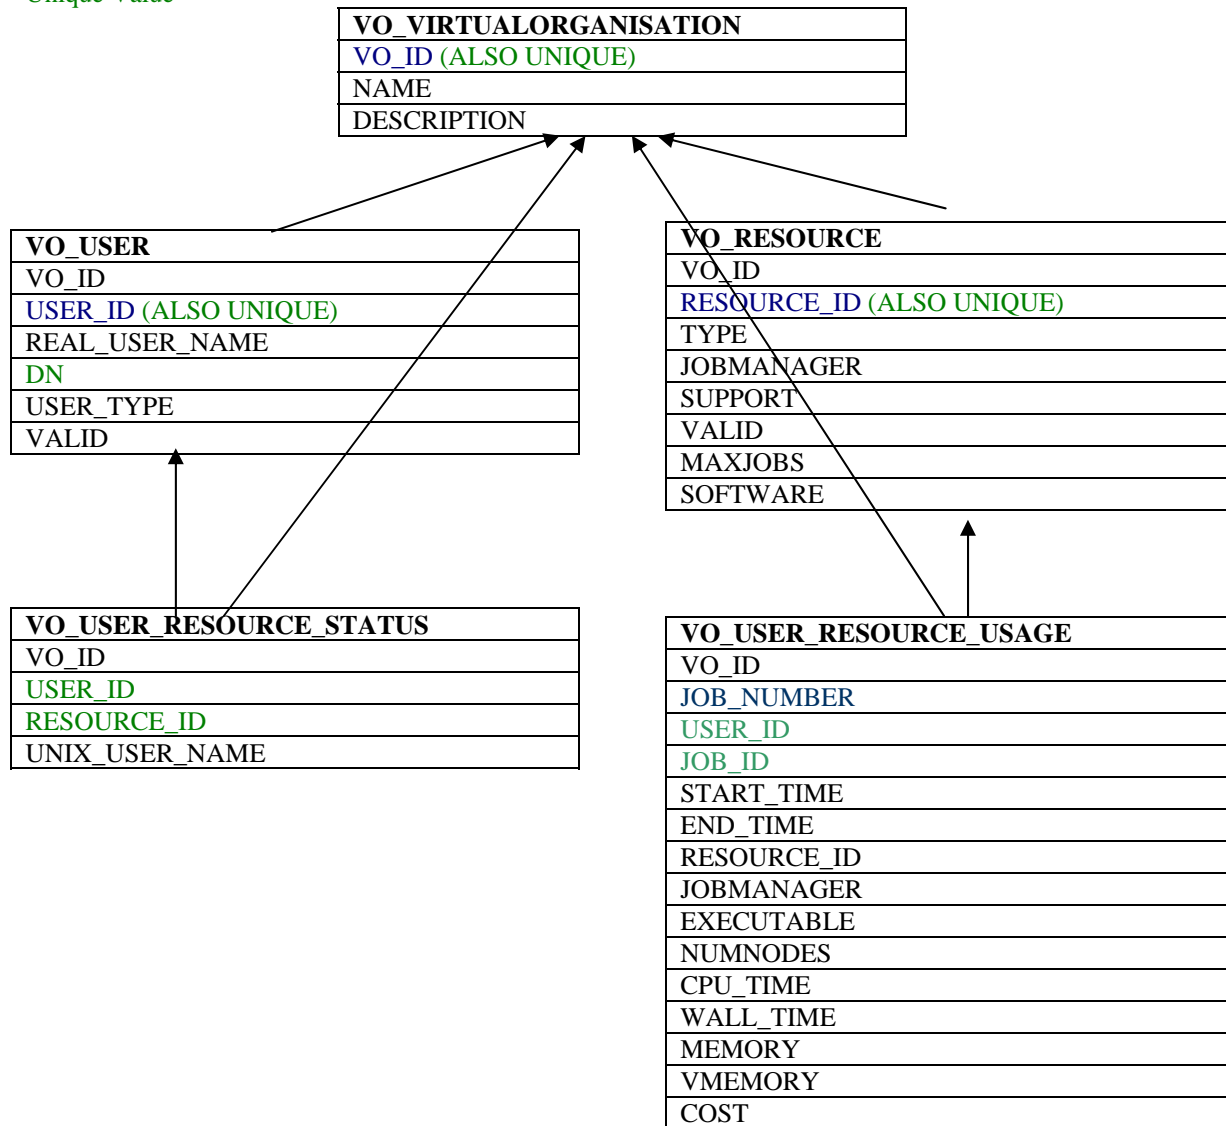 Unique Value
VO_VIRTUALORGANISATION
VO_ID (ALSO UNIQUE)
NAME
DESCRIPTION
VO_USER
VO_ID
USER_ID (ALSO UNIQUE)
REAL_USER_NAME
DN
USER_TYPE
VALID
VO_RESOURCE
VO_ID
RESOURCE_ID (ALSO UNIQUE)
TYPE
JOBMANAGER
SUPPORT
VALID
MAXJOBS
SOFTWARE
VO_USER_RESOURCE_STATUS
VO_ID
USER_ID
RESOURCE_ID
UNIX_USER_NAME
VO_USER_RESOURCE_USAGE
VO_ID
JOB_NUMBER
USER_ID
JOB_ID
START_TIME
END_TIME
RESOURCE_ID
JOBMANAGER
EXECUTABLE
NUMNODES
CPU_TIME
WALL_TIME
MEMORY
VMEMORY
COST